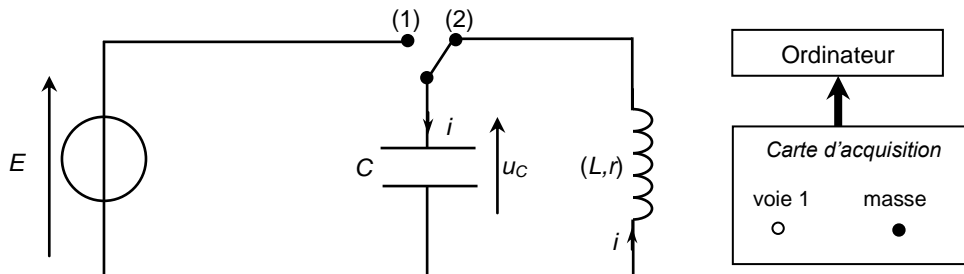 (1) (2)
Ordinateur
i
E
C
u_C
(L,r)
Carte d'acquisition
voie 1 masse
i